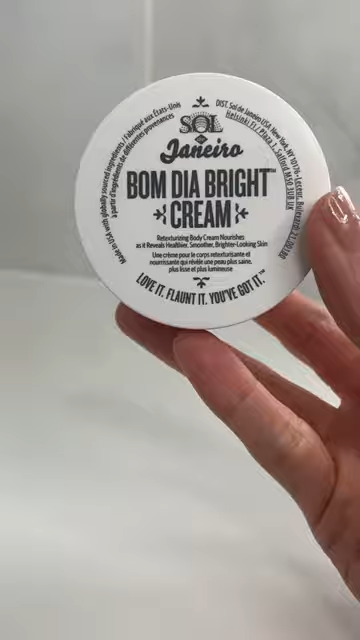 SOL
de
Janeiro
BOM DIA BRIGHT™
CREAM
Retexturizing Body Cream Nourishes
as it Reveals Healthier, Smoother, Brighter-Looking Skin
Une crème pour le corps retexturisante et
nourrissante qui révèle une peau plus saine,
plus lisse et plus lumineuse
LOVE IT. FLAUNT IT. YOU'VE GOT IT.™
Made in USA with globally sourced ingredients / Fabriqué aux États-Unis
à partir d'ingrédients de différentes provenances
DIST. Sol de Janeiro USA, New York, NY 10176